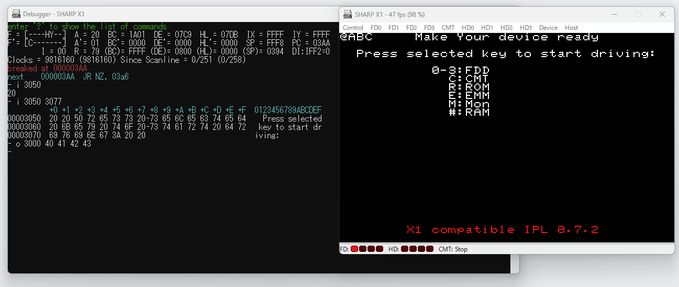 Debugger - SHARP X1
enter '?' to show the list of commands
F = [----HY--]  A = 20  BC = 1A01  DE = 07C9  HL = 07DB  IX = FFFF  IY = FFFF
F'= [DC------]  A'= 01  BC'= 0000  DE'= 0800  HL'= 0000  SP = FFF8  PC = 03AA
I = 00  R = 79 (BC)= FFFF (DE)= 0800 (HL)= 0000 (SP)= 0394  DI:IFF2=0
Clocks = 9816160 (9816160) Since Scanline = 0/251 (0/258)
breaked at 000003AA
next    000003AA  JR NZ, 03a6
- i 3050
20
- i 3050 3077
+0 +1 +2 +3 +4 +5 +6 +7 +8 +9 +A +B +C +D +E +F  0123456789ABCDEF
00003050  20 20 50 72 65 73 73 20-73 65 6C 65 63 74 65 64    Press selected
00003060  20 6B 65 79 20 74 6F 20-73 74 61 72 74 20 64 72   key to start dr
00003070  69 76 69 6E 67 3A 20 20  iving:
- o 3000 40 41 42 43
-
SHARP X1 - 47 fps (98 %)
Control FD0 FD1 FD2 FD3 CMT HD0 HD1 HD2 HD3 Device Host
@ABC Make Your device ready
Press selected key to start driving:
0-3:FDD
C:CMT
R:ROM
E:EMM
M:Mon
#:RAM
X1 compatible IPL 0.7.2
FD: HD: CMT: Stop